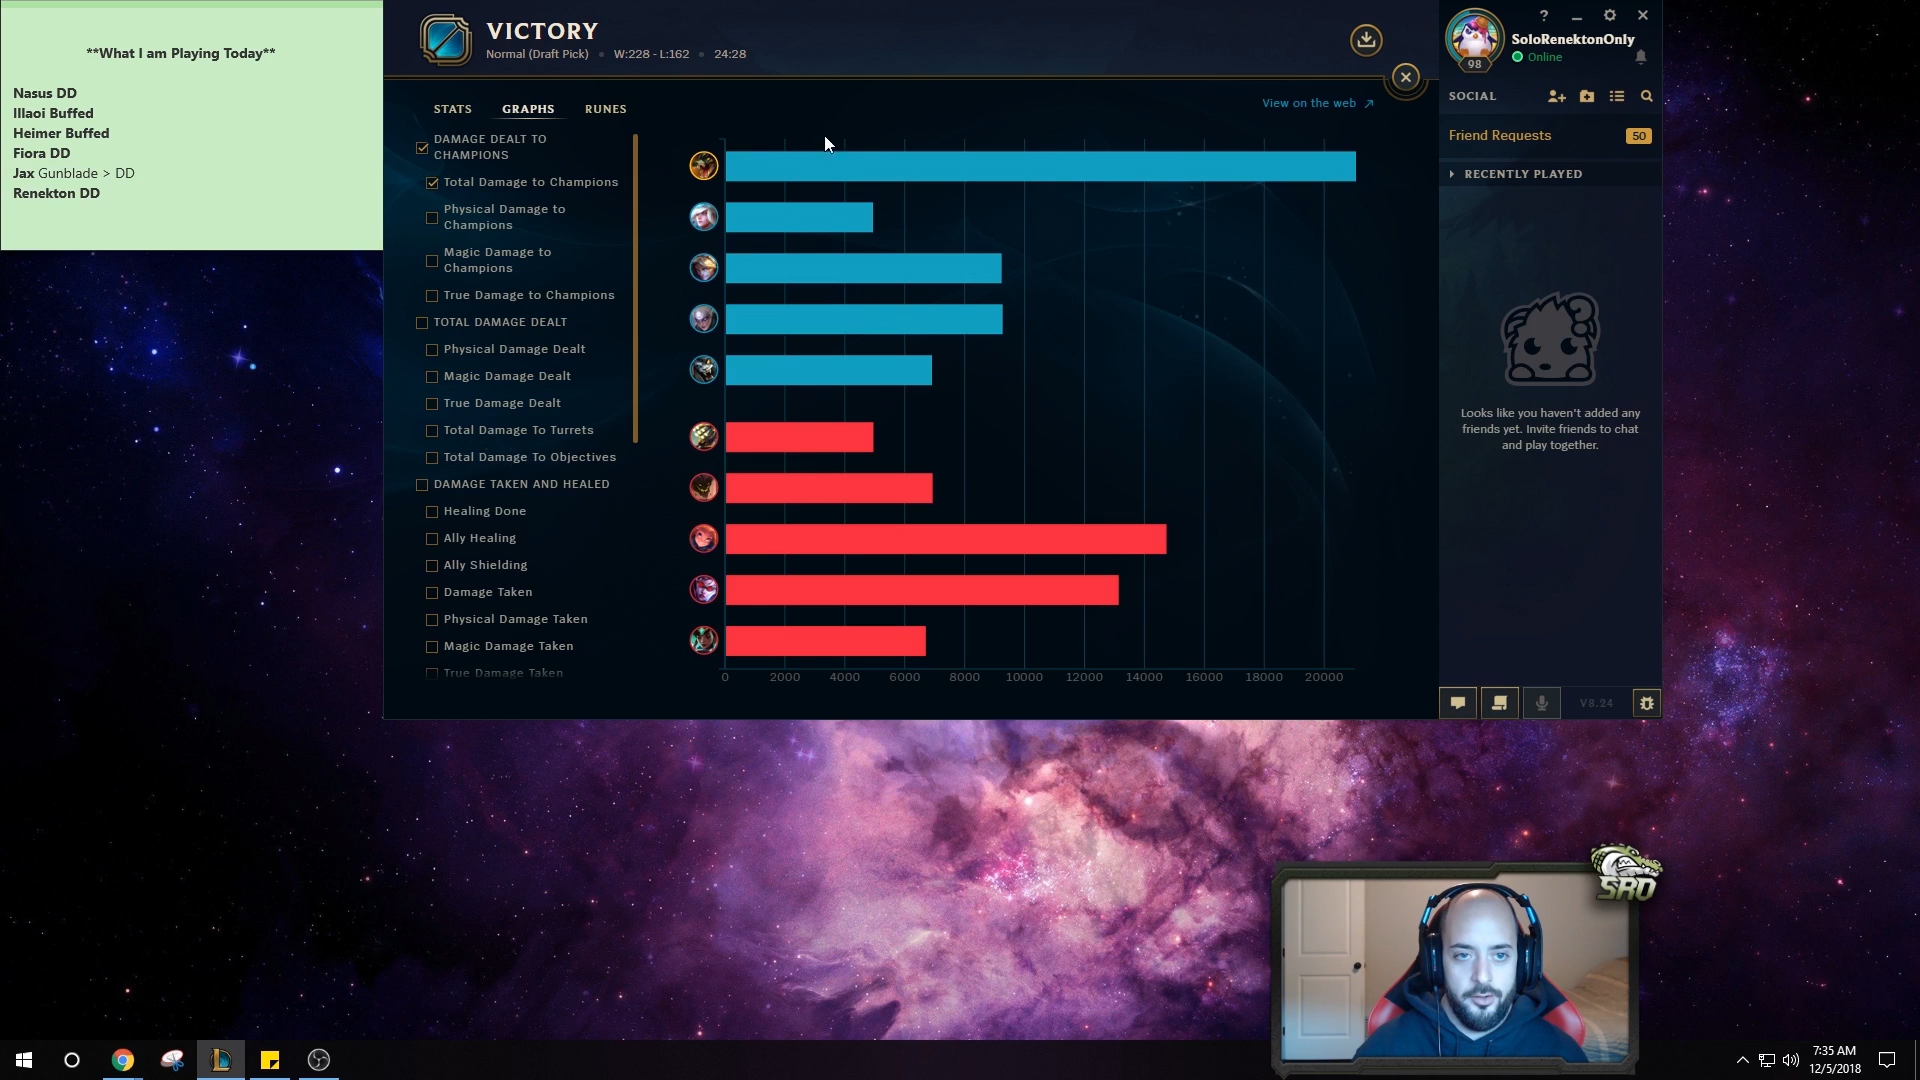 **What I am Playing Today**
Nasus DD
Illaoi Buffed
Heimer Buffed
Fiora DD
Jax Gunblade > DD
Renekton DD
VICTORY
Normal (Draft Pick) • W:228 - L:162 • 24:28
STATS GRAPHS RUNES
View on the web
DAMAGE DEALT TO
CHAMPIONS
Total Damage to Champions
Physical Damage to
Champions
Magic Damage to
Champions
True Damage to Champions
TOTAL DAMAGE DEALT
Physical Damage Dealt
Magic Damage Dealt
True Damage Dealt
Total Damage To Turrets
Total Damage To Objectives
DAMAGE TAKEN AND HEALED
Healing Done
Ally Healing
Ally Shielding
Damage Taken
Physical Damage Taken
Magic Damage Taken
True Damage Taken
0 2000 4000 6000 8000 10000 12000 14000 16000 18000 20000
?
98
SoloRenektonOnly
Online
SOCIAL
Friend Requests 50
RECENTLY PLAYED
Looks like you haven't added any
friends yet. Invite friends to chat
and play together.
V8.24
SRO
7:35 AM
12/5/2018